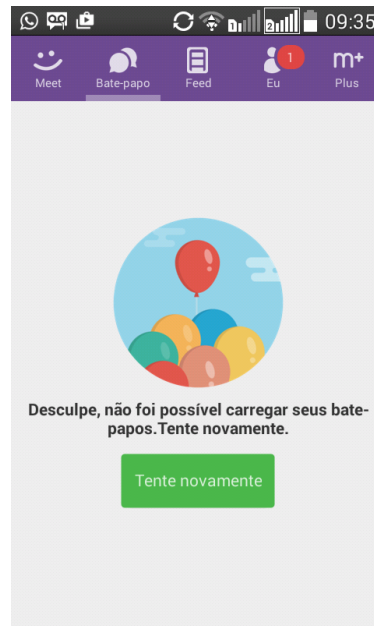 09:35
Meet
Bate-papo
Feed
1
Eu
m+
Plus
Desculpe, não foi possível carregar seus bate-
papos.Tente novamente.
Tente novamente